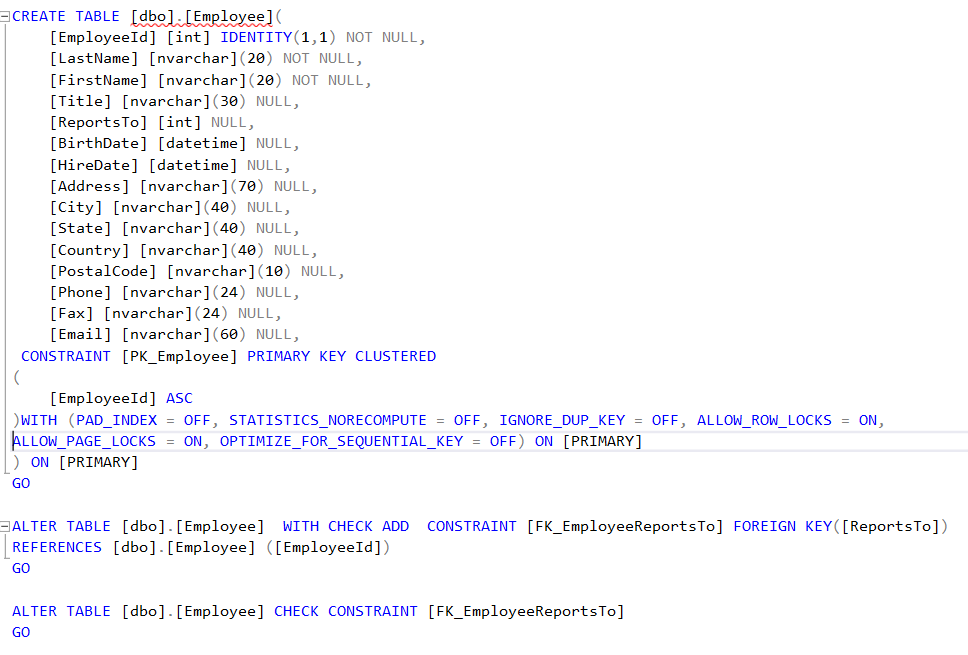 CREATE TABLE [dbo].[Employee](
    [EmployeeId] [int] IDENTITY(1,1) NOT NULL,
    [LastName] [nvarchar](20) NOT NULL,
    [FirstName] [nvarchar](20) NOT NULL,
    [Title] [nvarchar](30) NULL,
    [ReportsTo] [int] NULL,
    [BirthDate] [datetime] NULL,
    [HireDate] [datetime] NULL,
    [Address] [nvarchar](70) NULL,
    [City] [nvarchar](40) NULL,
    [State] [nvarchar](40) NULL,
    [Country] [nvarchar](40) NULL,
    [PostalCode] [nvarchar](10) NULL,
    [Phone] [nvarchar](24) NULL,
    [Fax] [nvarchar](24) NULL,
    [Email] [nvarchar](60) NULL,
 CONSTRAINT [PK_Employee] PRIMARY KEY CLUSTERED
(
    [EmployeeId] ASC
)WITH (PAD_INDEX = OFF, STATISTICS_NORECOMPUTE = OFF, IGNORE_DUP_KEY = OFF, ALLOW_ROW_LOCKS = ON,
ALLOW_PAGE_LOCKS = ON, OPTIMIZE_FOR_SEQUENTIAL_KEY = OFF) ON [PRIMARY]
) ON [PRIMARY]
GO
ALTER TABLE [dbo].[Employee]  WITH CHECK ADD  CONSTRAINT [FK_EmployeeReportsTo] FOREIGN KEY([ReportsTo])
REFERENCES [dbo].[Employee] ([EmployeeId])
GO
ALTER TABLE [dbo].[Employee] CHECK CONSTRAINT [FK_EmployeeReportsTo]
GO